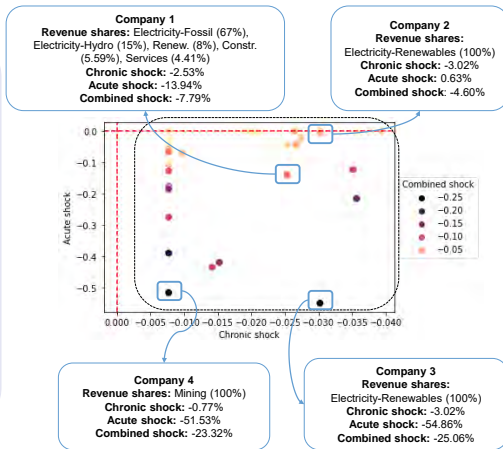 Company 1
Revenue shares: Electricity-Fossil (67%),
Electricity-Hydro (15%), Renew. (8%), Constr.
(5.59%), Services (4.41%)
Chronic shock: -2.53%
Acute shock: -13.94%
Combined shock: -7.79%
Company 2
Revenue shares:
Electricity-Renewables (100%)
Chronic shock: -3.02%
Acute shock: 0.63%
Combined shock: -4.60%
0.0
−0.1
−0.2
−0.3
−0.4
−0.5
Acute shock
0.000 −0.005 −0.010 −0.015 −0.020 −0.025 −0.030 −0.035 −0.040
Chronic shock
Combined shock
−0.25
−0.20
−0.15
−0.10
−0.05
Company 4
Revenue shares: Mining (100%)
Chronic shock: -0.77%
Acute shock: -51.53%
Combined shock: -23.32%
Company 3
Revenue shares:
Electricity-Renewables (100%)
Chronic shock: -3.02%
Acute shock: -54.86%
Combined shock: -25.06%